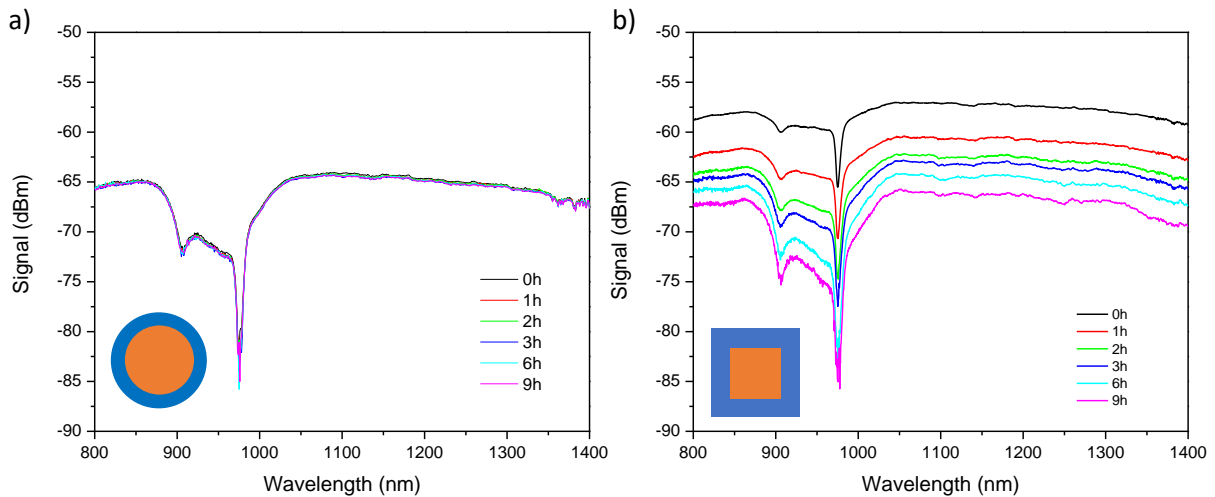 a)
-50
-55
-60
-65
-70
-75
-80
-85
-90
Signal (dBm)
800 900 1000 1100 1200 1300 1400
Wavelength (nm)
0h
1h
2h
3h
6h
9h
b)
-50
-55
-60
-65
-70
-75
-80
-85
-90
Signal (dBm)
800 900 1000 1100 1200 1300 1400
Wavelength (nm)
0h
1h
2h
3h
6h
9h